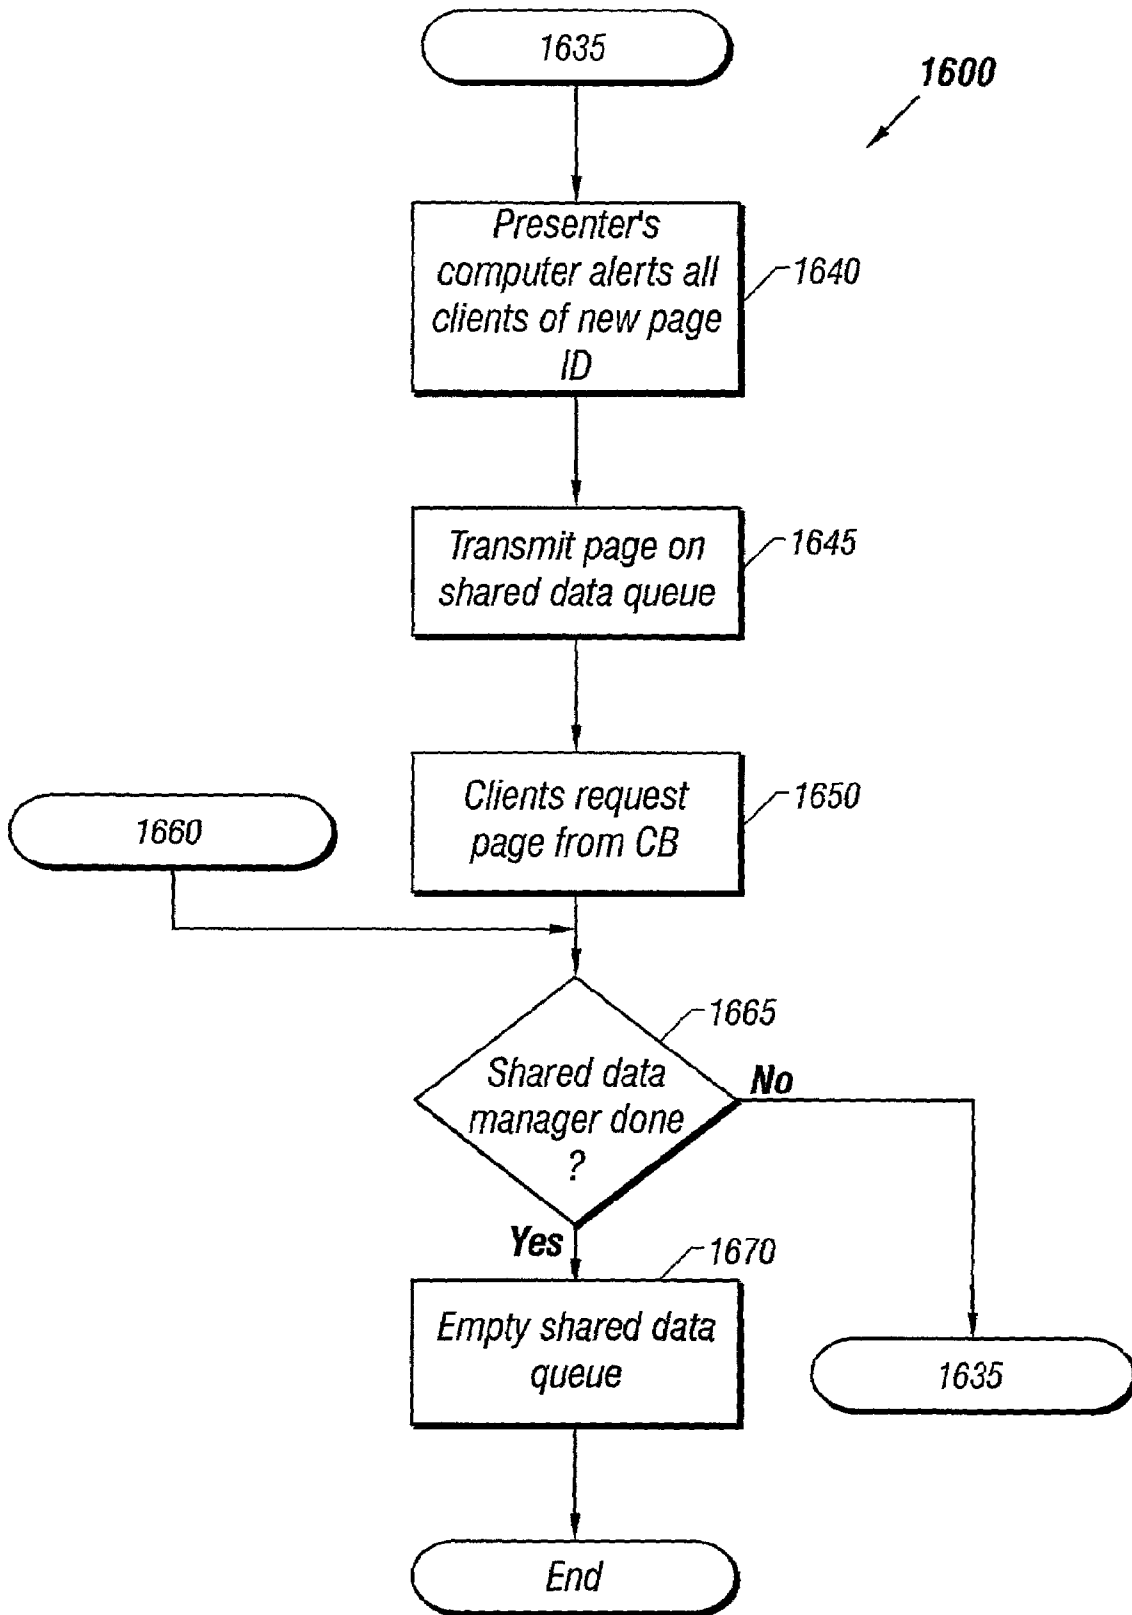 1635
1600
Presenter's
computer alerts all
clients of new page
ID
1640
Transmit page on
shared data queue
1645
Clients request
page from CB
1650
1660
1665
Shared data
manager done
?
No
Yes
1670
Empty shared data
queue
1635
End